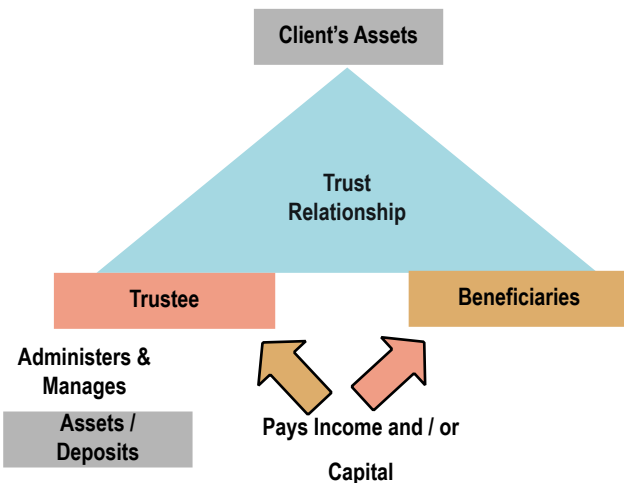 Client’s Assets
Trust
Relationship
Trustee
Beneficiaries
Administers &
Manages
Assets /
Deposits
Pays Income and / or
Capital